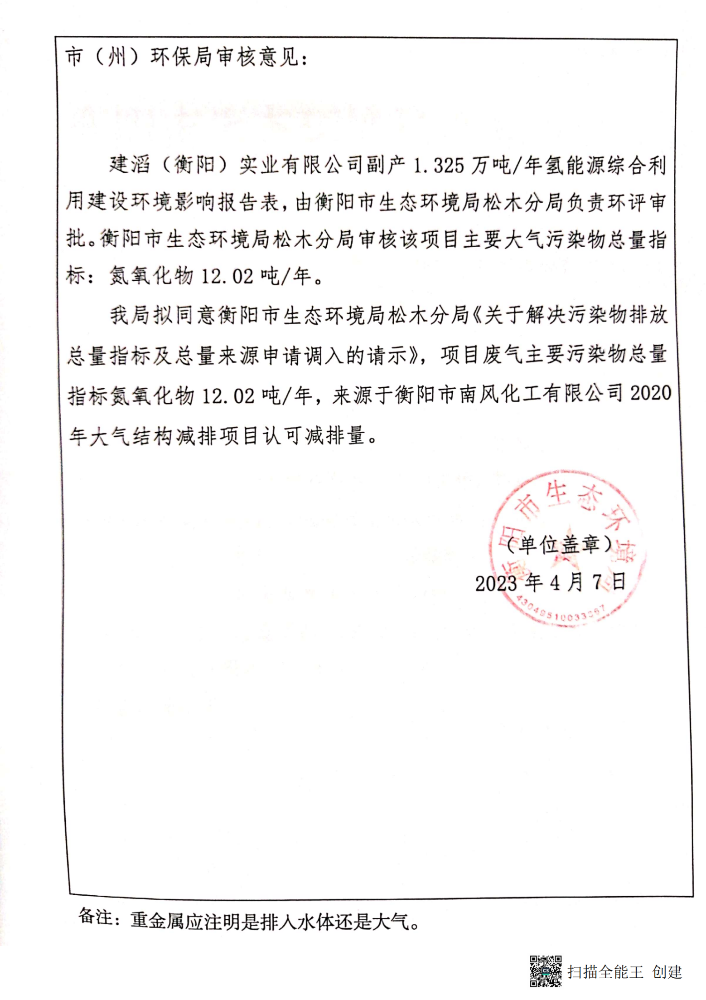 市（州）环保局审核意见：
建滔（衡阳）实业有限公司副产 1.325 万吨/年氢能源综合利
用建设环境影响报告表，由衡阳市生态环境局松木分局负责环评审
批。衡阳市生态环境局松木分局审核该项目主要大气污染物总量指
标：氮氧化物 12.02 吨/年。
我局拟同意衡阳市生态环境局松木分局《关于解决污染物排放
总量指标及总量来源申请调入的请示》，项目废气主要污染物总量
指标氮氧化物 12.02 吨/年，来源于衡阳市南风化工有限公司 2020
年大气结构减排项目认可减排量。
衡阳市生态环境局
（单位盖章）
2023 年 4 月 7 日
备注：重金属应注明是排入水体还是大气。
CS
扫描全能王 创建